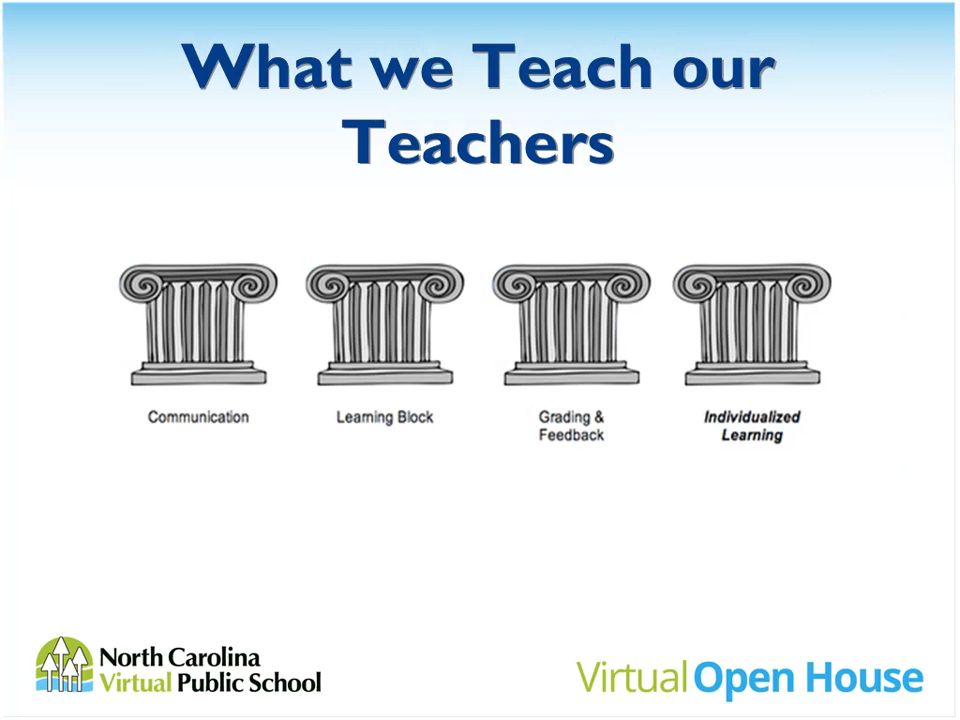 What we Teach our
Teachers
Communication
Learning Block
Grading &
Feedback
Individualized
Learning
North Carolina
Virtual Public School
Virtual Open House